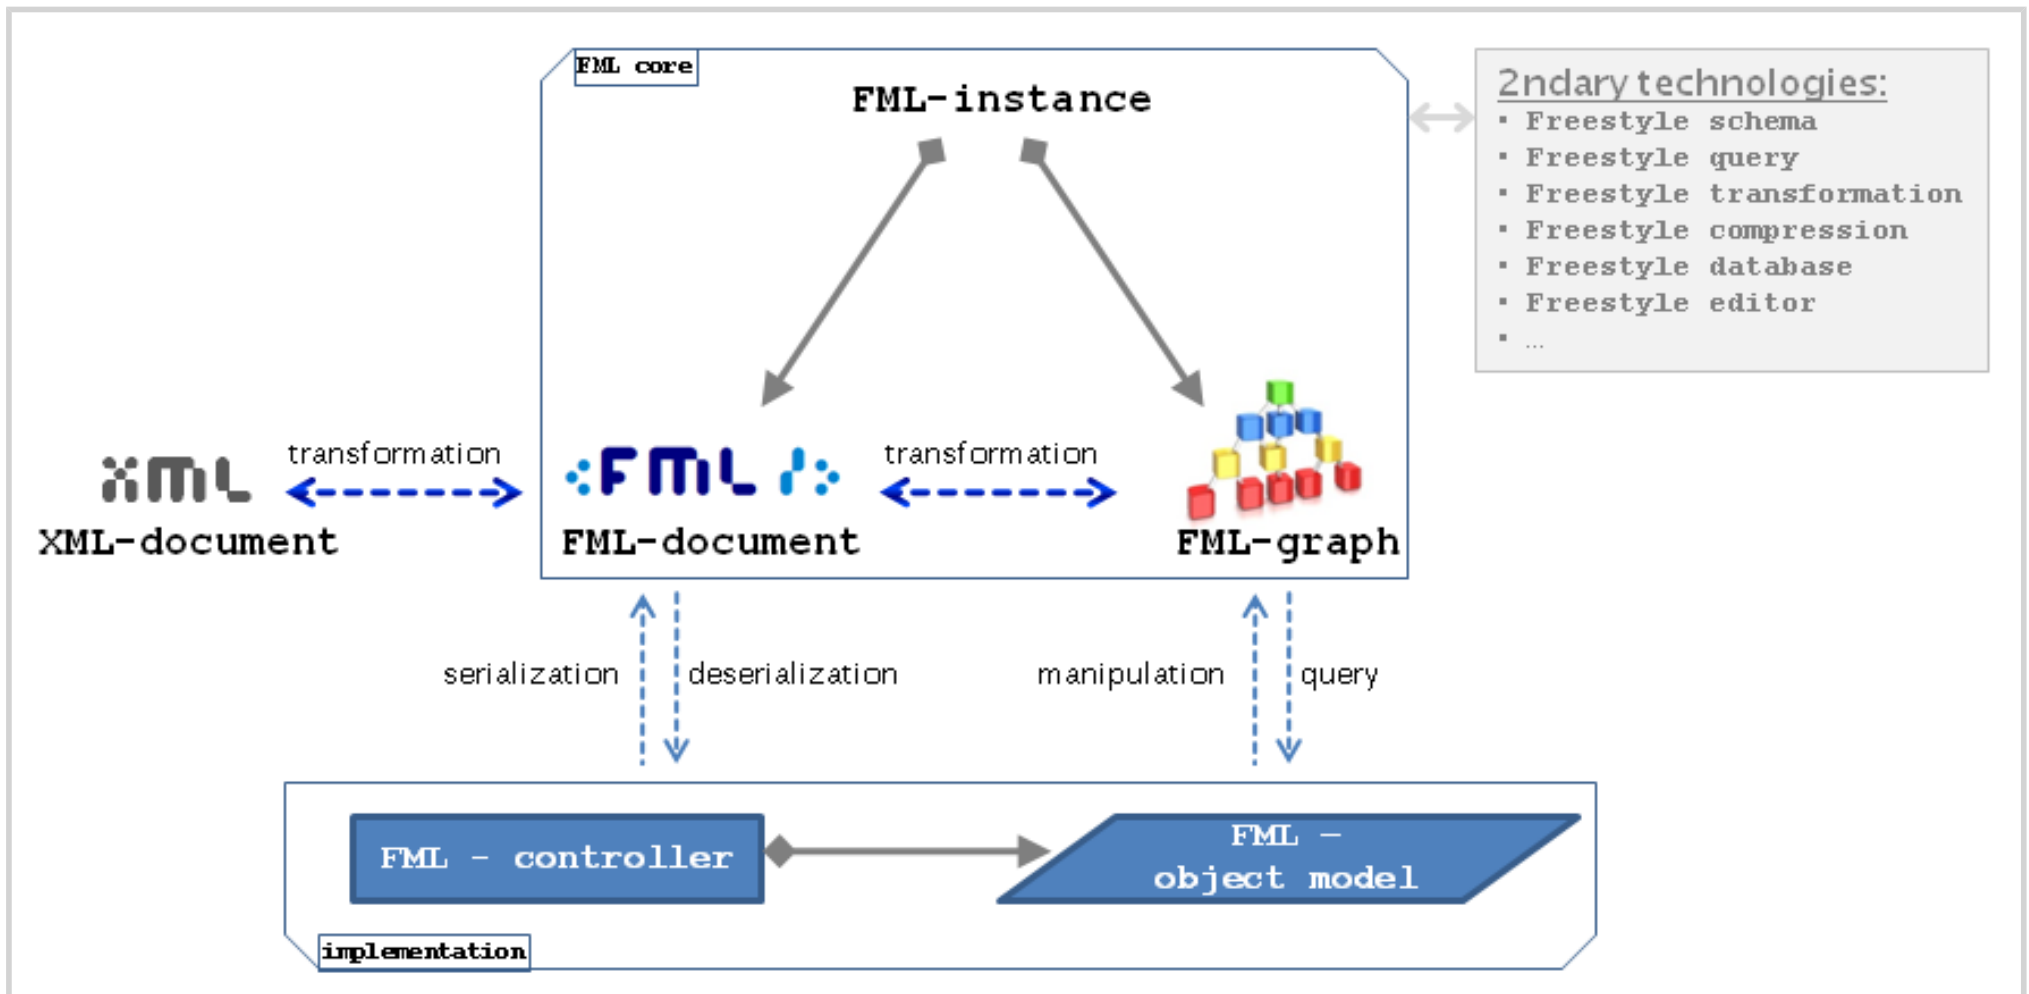 FML core
FML-instance
2ndary technologies:
▪ Freestyle schema
▪ Freestyle query
▪ Freestyle transformation
▪ Freestyle compression
▪ Freestyle database
▪ Freestyle editor
▪ ...
transformation
transformation
XML
<FML/>
XML-document
FML-document
FML-graph
serialization
deserialization
manipulation
query
FML - controller
FML -
object model
implementation